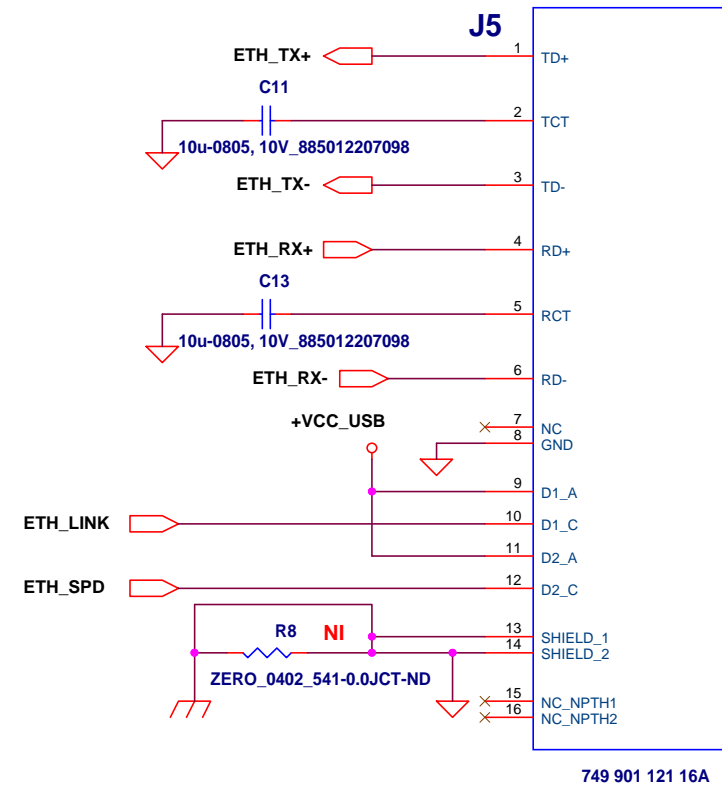 J5
ETH_TX+
1
TD+
C11
2
TCT
10u-0805, 10V_885012207098
ETH_TX-
3
TD-
ETH_RX+
4
RD+
C13
5
RCT
10u-0805, 10V_885012207098
ETH_RX-
6
RD-
+VCC_USB
7
NC
8
GND
9
D1_A
ETH_LINK
10
D1_C
11
D2_A
ETH_SPD
12
D2_C
R8
NI
13
SHIELD_1
14
SHIELD_2
ZERO_0402_541-0.0JCT-ND
15
NC_NPTH1
16
NC_NPTH2
749 901 121 16A